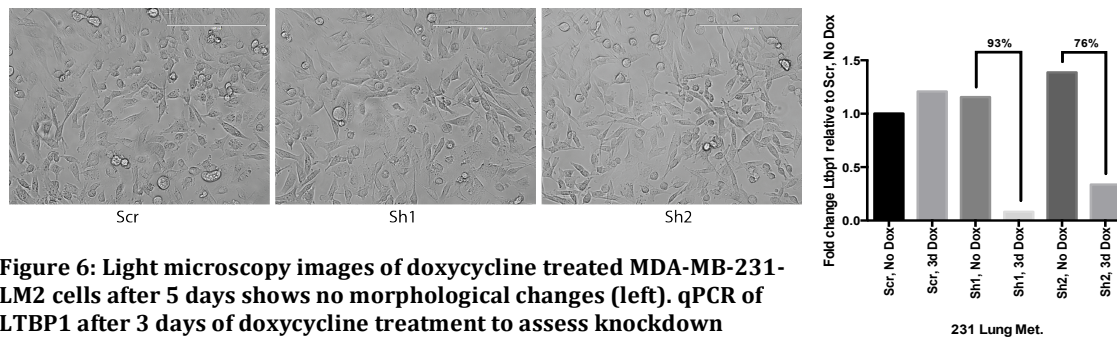 Scr
Sh1
Sh2
Figure 6: Light microscopy images of doxycycline treated MDA-MB-231-
LM2 cells after 5 days shows no morphological changes (left). qPCR of
LTBP1 after 3 days of doxycycline treatment to assess knockdown
Fold change Ltbp1 relative to Scr, No Dox
93%
76%
1.5
1.0
0.5
0.0
Scr, No Dox
Scr, 3d Dox
Sh1, No Dox
Sh1, 3d Dox
Sh2, No Dox
Sh2, 3d Dox
231 Lung Met.